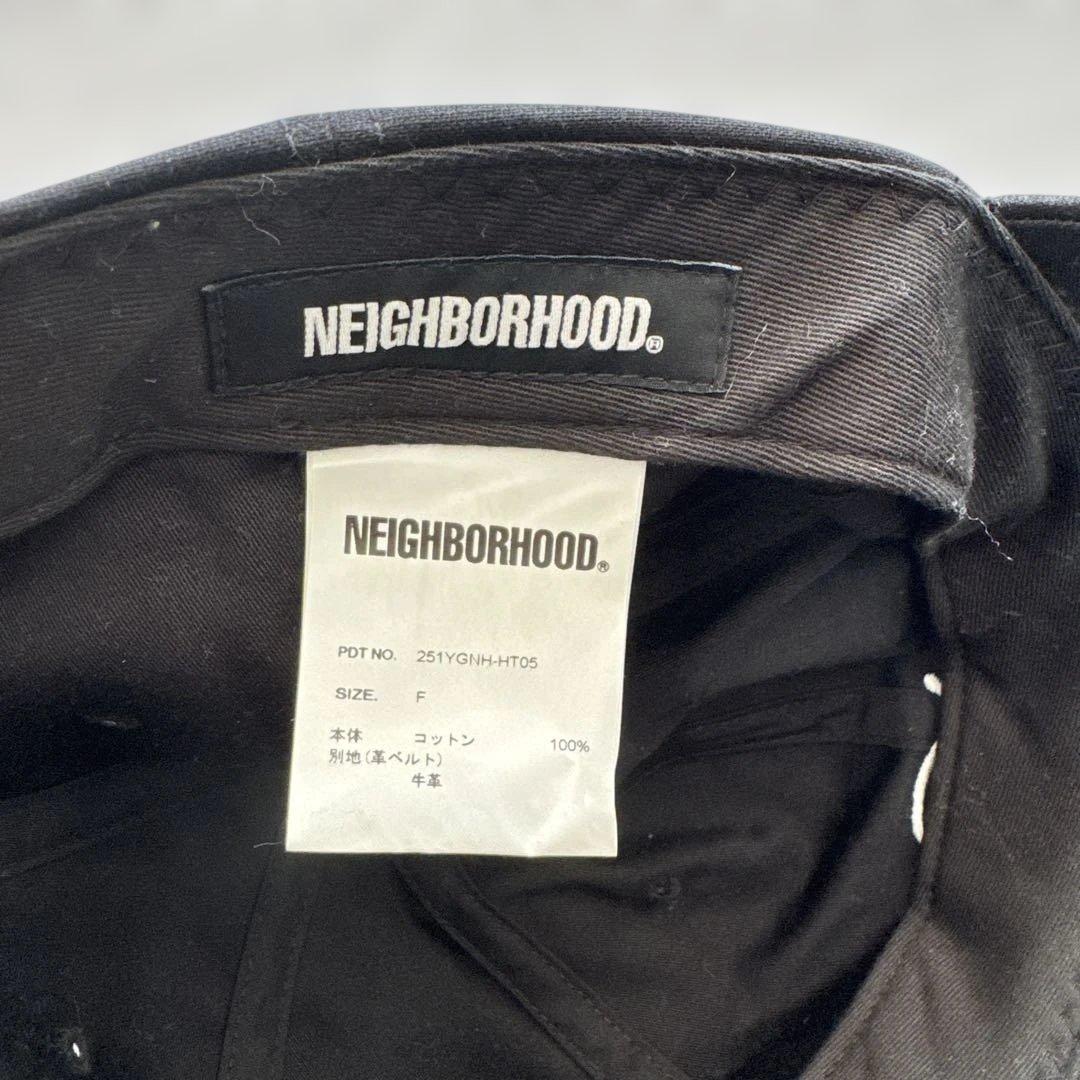 NEIGHBORHOOD®
NEIGHBORHOOD®
PDT NO. 251YGNH-HT05
SIZE. F
本体 コットン 100%
別地(革ベルト)
牛革